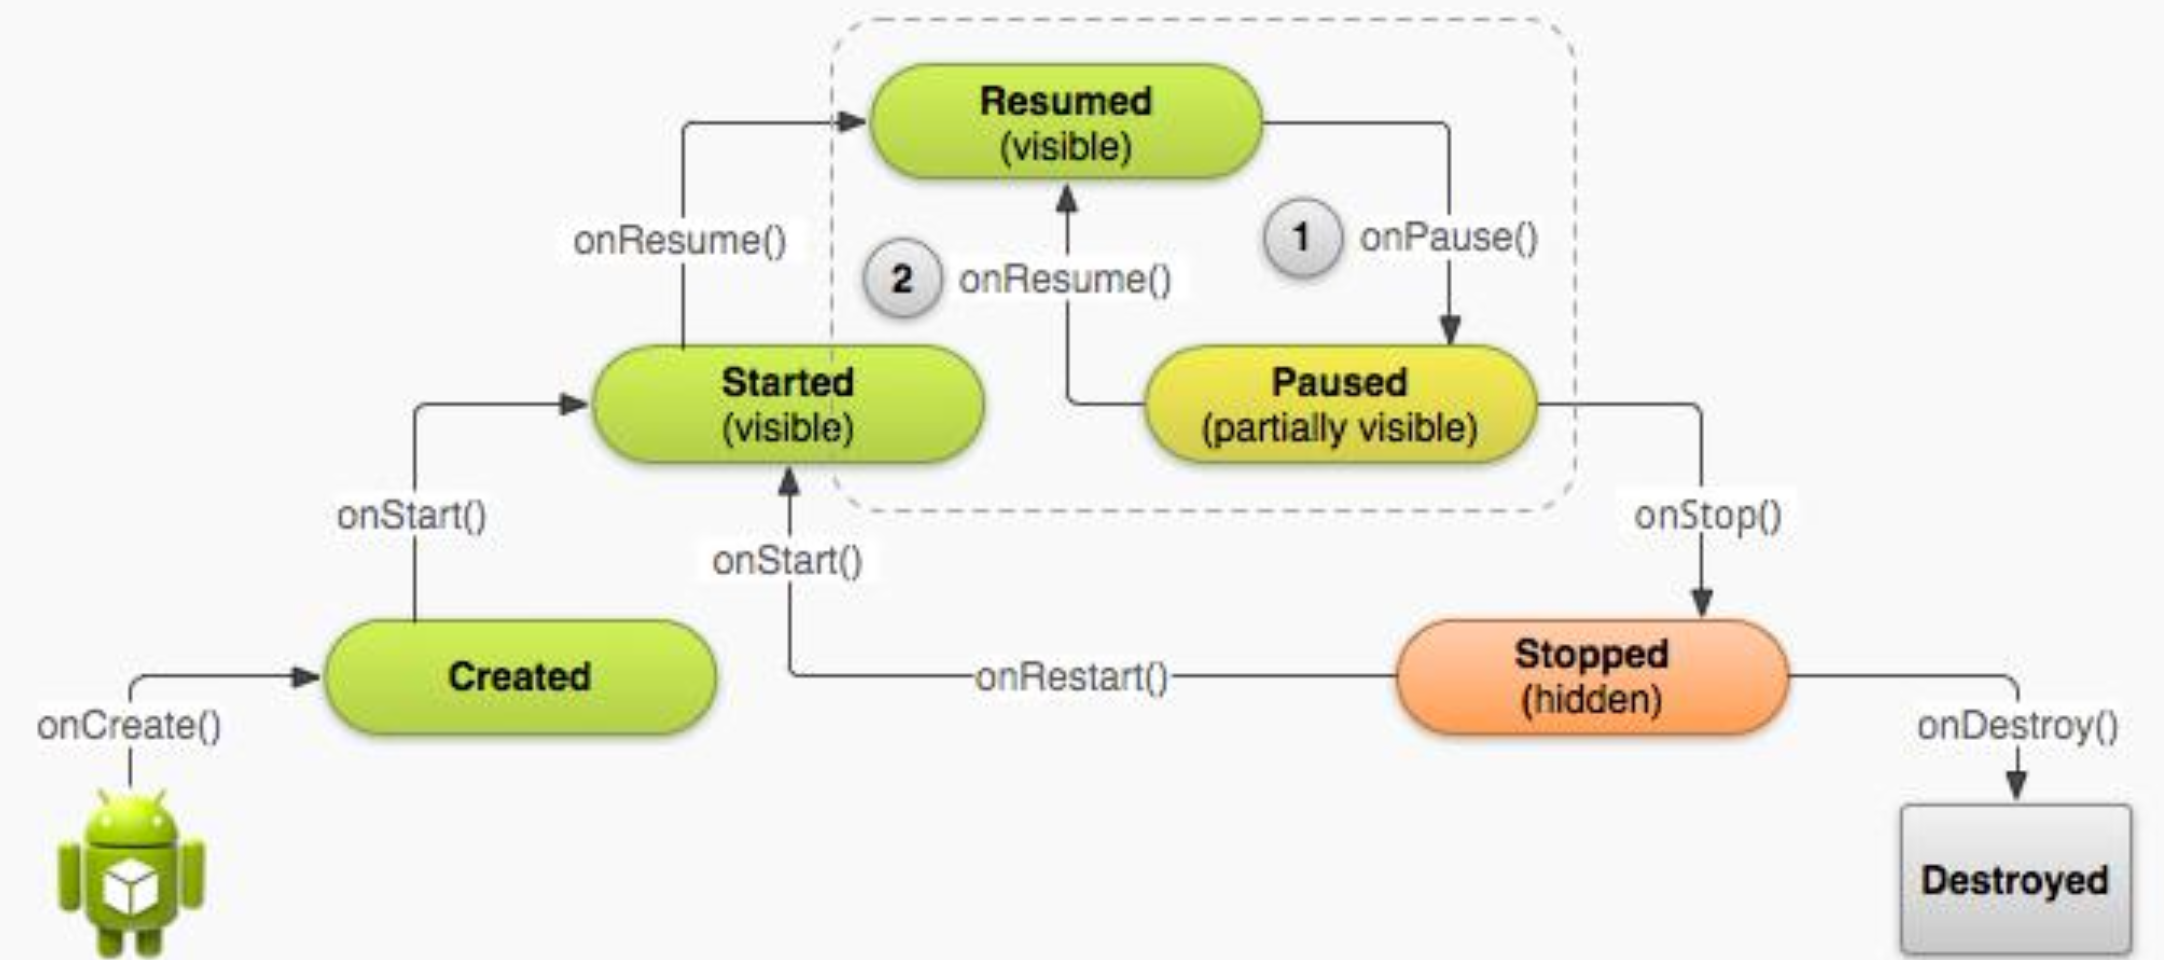 Resumed
(visible)
onResume()
1
onPause()
2
onResume()
Started
(visible)
Paused
(partially visible)
onStart()
onStop()
onStart()
Created
onRestart()
Stopped
(hidden)
onCreate()
onDestroy()
Destroyed